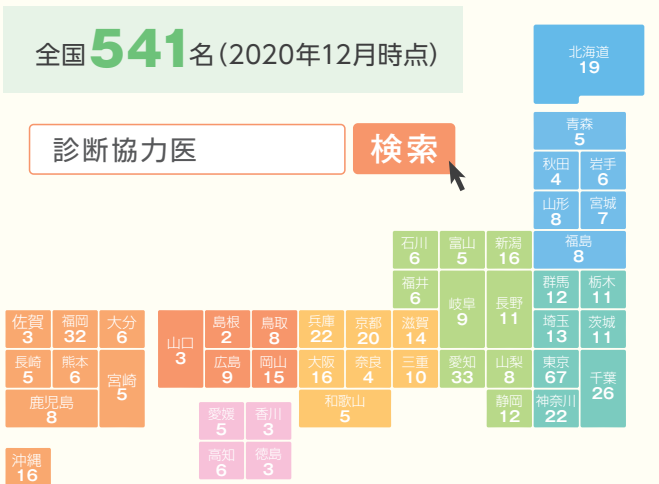 全国541名(2020年12月時点)
診断協力医
検索
北海道
19
青森
5
秋田
4
岩手
6
山形
8
宮城
7
福島
8
石川
6
富山
5
新潟
16
福井
6
岐阜
9
長野
11
群馬
12
栃木
11
埼玉
13
茨城
11
佐賀
3
福岡
32
大分
6
山口
3
島根
2
鳥取
8
兵庫
22
京都
20
滋賀
14
長崎
5
熊本
6
宮崎
5
広島
9
岡山
15
大阪
16
奈良
4
三重
10
愛知
33
山梨
8
東京
67
千葉
26
鹿児島
8
和歌山
5
静岡
12
神奈川
22
愛媛
5
香川
3
高知
6
徳島
3
沖縄
16